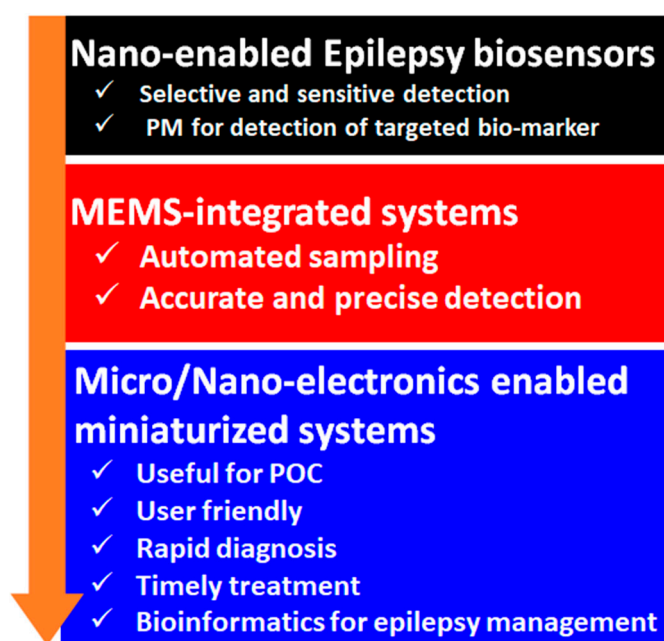 Nano-enabled Epilepsy biosensors
✓ Selective and sensitive detection
✓ PM for detection of targeted bio-marker
MEMS-integrated systems
✓ Automated sampling
✓ Accurate and precise detection
Micro/Nano-electronics enabled
miniaturized systems
✓ Useful for POC
✓ User friendly
✓ Rapid diagnosis
✓ Timely treatment
✓ Bioinformatics for epilepsy management